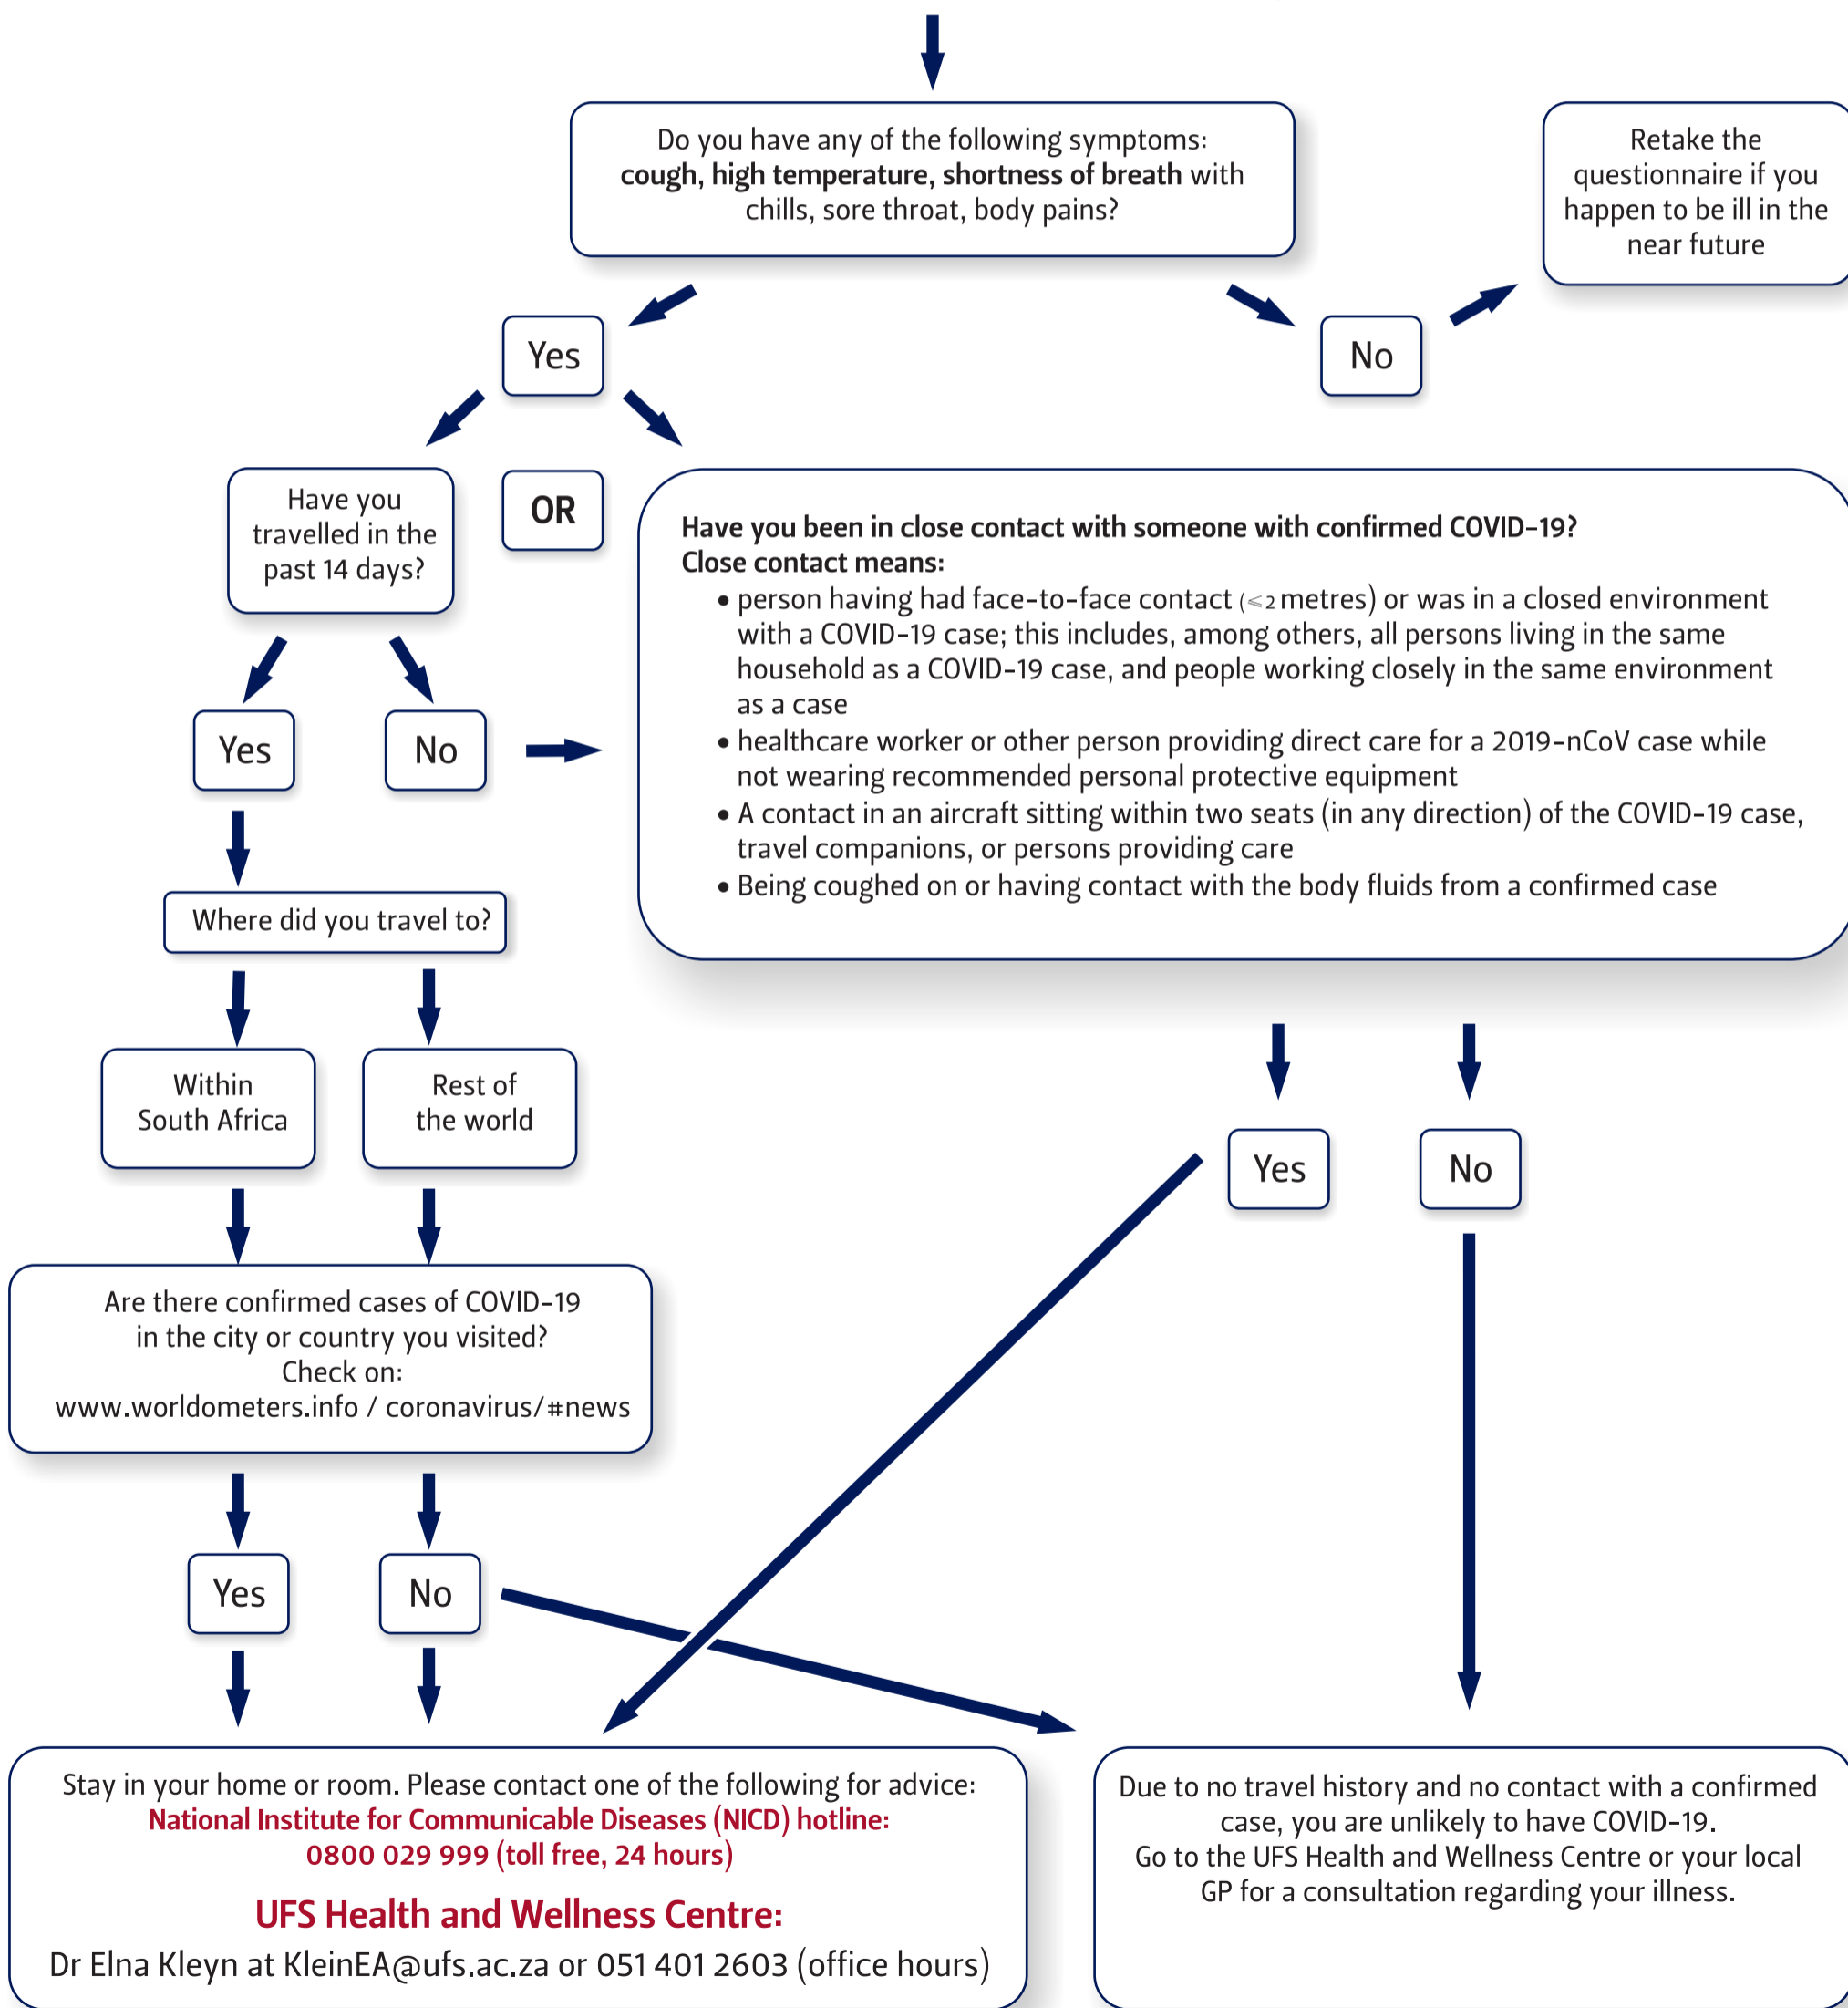 Do you have any of the following symptoms:
cough, high temperature, shortness of breath with
chills, sore throat, body pains?
Retake the
questionnaire if you
happen to be ill in the
near future
Yes
No
Have you
travelled in the
past 14 days?
OR
Have you been in close contact with someone with confirmed COVID-19?
Close contact means:
• person having had face-to-face contact (⩽2 metres) or was in a closed environment
with a COVID-19 case; this includes, among others, all persons living in the same
household as a COVID-19 case, and people working closely in the same environment
as a case
• healthcare worker or other person providing direct care for a 2019-nCoV case while
not wearing recommended personal protective equipment
• A contact in an aircraft sitting within two seats (in any direction) of the COVID-19 case,
travel companions, or persons providing care
• Being coughed on or having contact with the body fluids from a confirmed case
Yes
No
Where did you travel to?
Within
South Africa
Rest of
the world
Yes
No
Are there confirmed cases of COVID-19
in the city or country you visited?
Check on:
www.worldometers.info / coronavirus/#news
Yes
No
Stay in your home or room. Please contact one of the following for advice:
National Institute for Communicable Diseases (NICD) hotline:
0800 029 999 (toll free, 24 hours)
UFS Health and Wellness Centre:
Dr Elna Kleyn at KleinEA@ufs.ac.za or 051 401 2603 (office hours)
Due to no travel history and no contact with a confirmed
case, you are unlikely to have COVID-19.
Go to the UFS Health and Wellness Centre or your local
GP for a consultation regarding your illness.